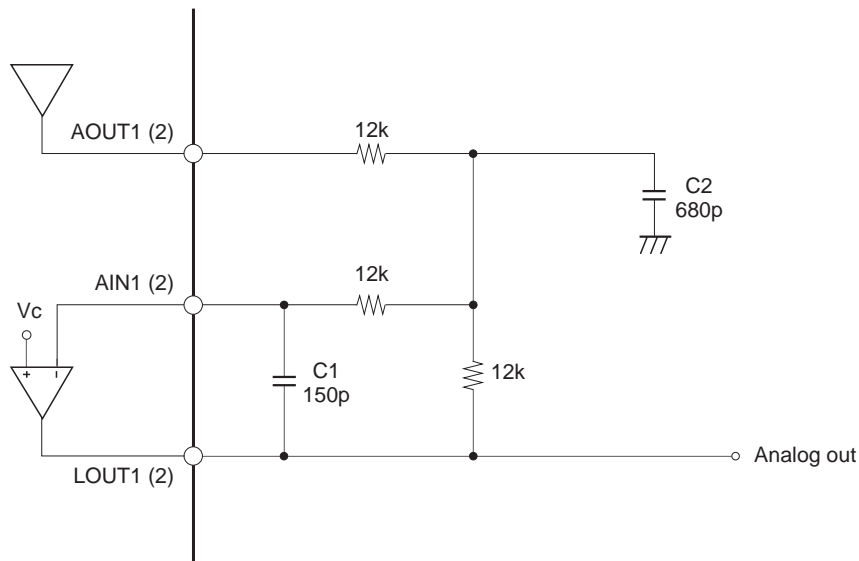 AOUT1 (2)
12k
C2
680p
AIN1 (2)
12k
Vc
+
–
C1
150p
12k
LOUT1 (2)
Analog out